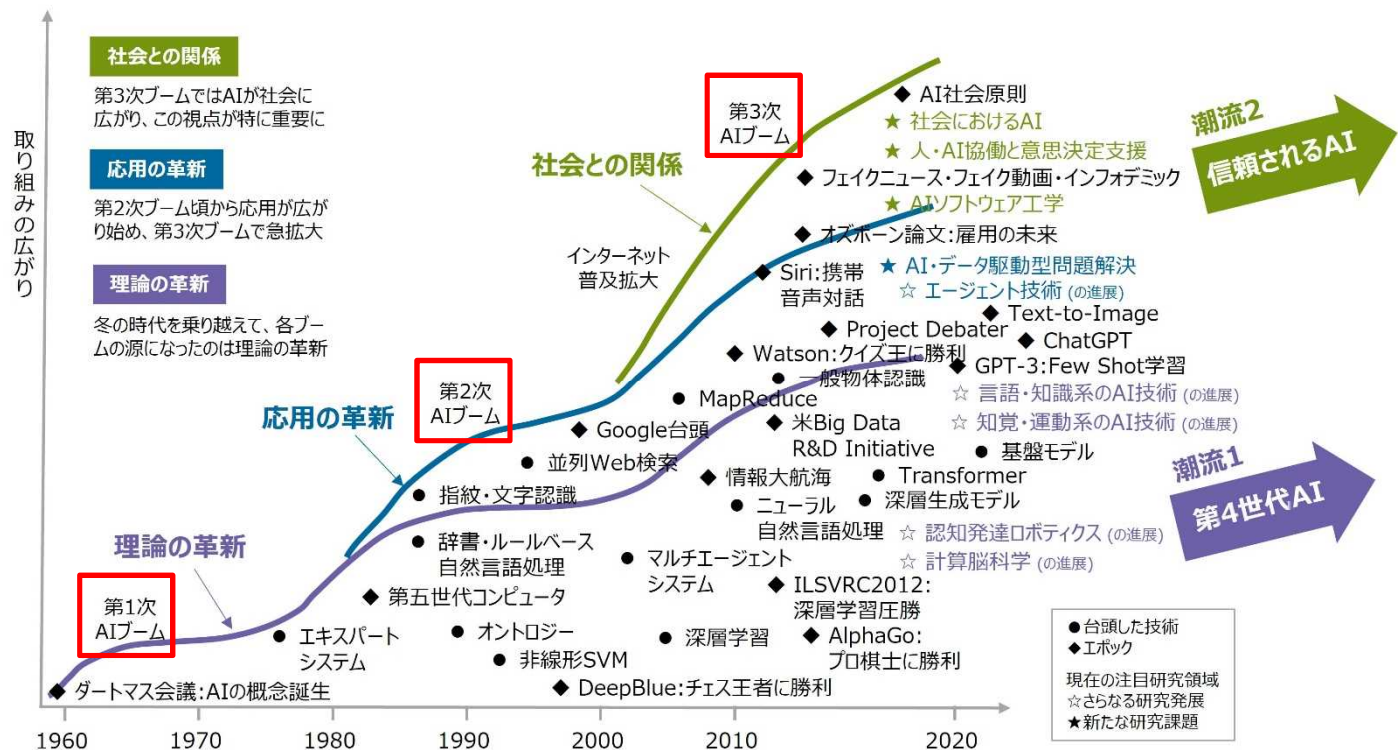 取り組みの広がり
社会との関係
第3次ブームではAIが社会に
広がり、この視点が特に重要に
応用の革新
第2次ブーム頃から応用が広が
り始め、第3次ブームで急拡大
理論の革新
冬の時代を乗り越えて、各ブー
ムの源になったのは理論の革新
第1次
AIブーム
第2次
AIブーム
第3次
AIブーム
社会との関係
応用の革新
理論の革新
インターネット
普及拡大
◆ AI社会原則
★ 社会におけるAI
★ 人・AI協働と意思決定支援
◆ フェイクニュース・フェイク動画・インフォデミック
★ AIソフトウェア工学
◆ オズボーン論文:雇用の未来
★ AI・データ駆動型問題解決
◆ Siri:携帯
音声対話
☆ エージェント技術 (の進展)
◆ Text-to-Image
◆ Project Debater
◆ ChatGPT
◆ Watson:クイズ王に勝利
◆ GPT-3:Few Shot学習
● 一般物体認識
☆ 言語・知識系のAI技術 (の進展)
● MapReduce
☆ 知覚・運動系のAI技術 (の進展)
◆ 米Big Data
R&D Initiative
◆ Google台頭
● 基盤モデル
● 並列Web検索
◆ 情報大航海
● Transformer
● 指紋・文字認識
● 深層生成モデル
● ニューラル
自然言語処理
☆ 認知発達ロボティクス (の進展)
● 辞書・ルールベース
自然言語処理
● マルチエージェント
システム
☆ 計算脳科学 (の進展)
◆ 第五世代コンピュータ
◆ ILSVRC2012:
深層学習圧勝
● エキスパート
システム
● オントロジー
● 深層学習
◆ AlphaGo:
プロ棋士に勝利
● 非線形SVM
◆ ダートマス会議:AIの概念誕生
◆ DeepBlue:チェス王者に勝利
潮流2
信頼されるAI
潮流1
第4世代AI
●台頭した技術
◆エポック
現在の注目研究領域
☆さらなる研究発展
★新たな研究課題
1960
1970
1980
1990
2000
2010
2020